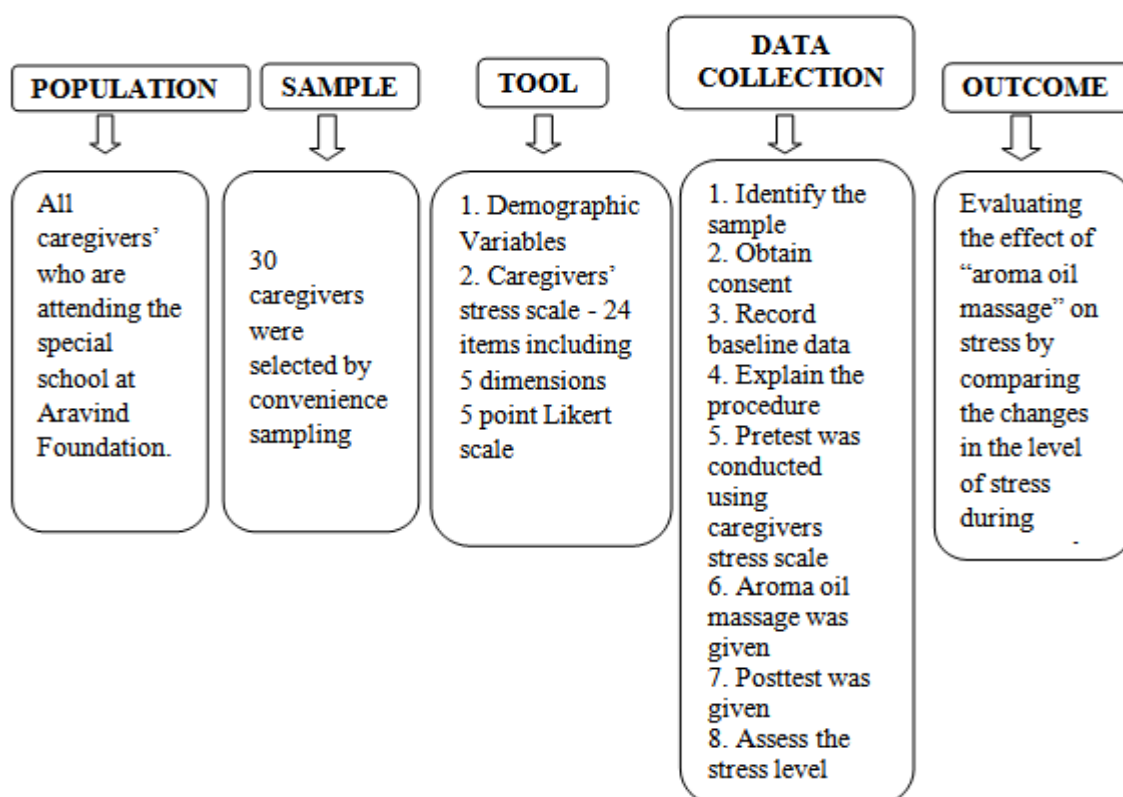 POPULATION
All
caregivers’
who are
attending the
special
school at
Aravind
Foundation.
SAMPLE
30
caregivers
were
selected by
convenience
sampling
TOOL
1. Demographic
Variables
2. Caregivers’
stress scale - 24
items including
5 dimensions
5 point Likert
scale
DATA
COLLECTION
1. Identify the
sample
2. Obtain
consent
3. Record
baseline data
4. Explain the
procedure
5. Pretest was
conducted
using
caregivers
stress scale
6. Aroma oil
massage was
given
7. Posttest was
given
8. Assess the
stress level
OUTCOME
Evaluating
the effect of
“aroma oil
massage” on
stress by
comparing
the changes
in the level
of stress
during